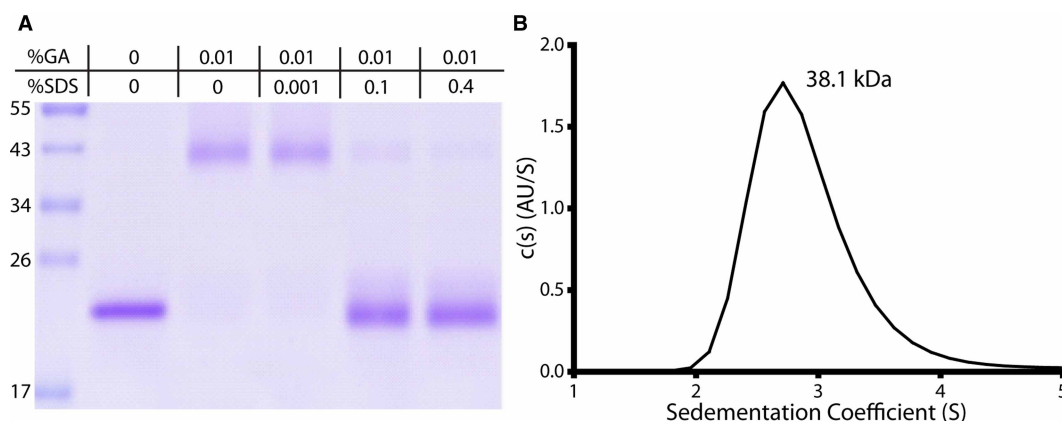 A
%GA 0 0.01 0.01 0.01 0.01
%SDS 0 0 0.001 0.1 0.4
55
43
34
26
17
B
2.0
1.5
1.0
0.5
0.0
c(s) (AU/S)
38.1 kDa
1 2 3 4 5
Sedementation Coefficient (S)